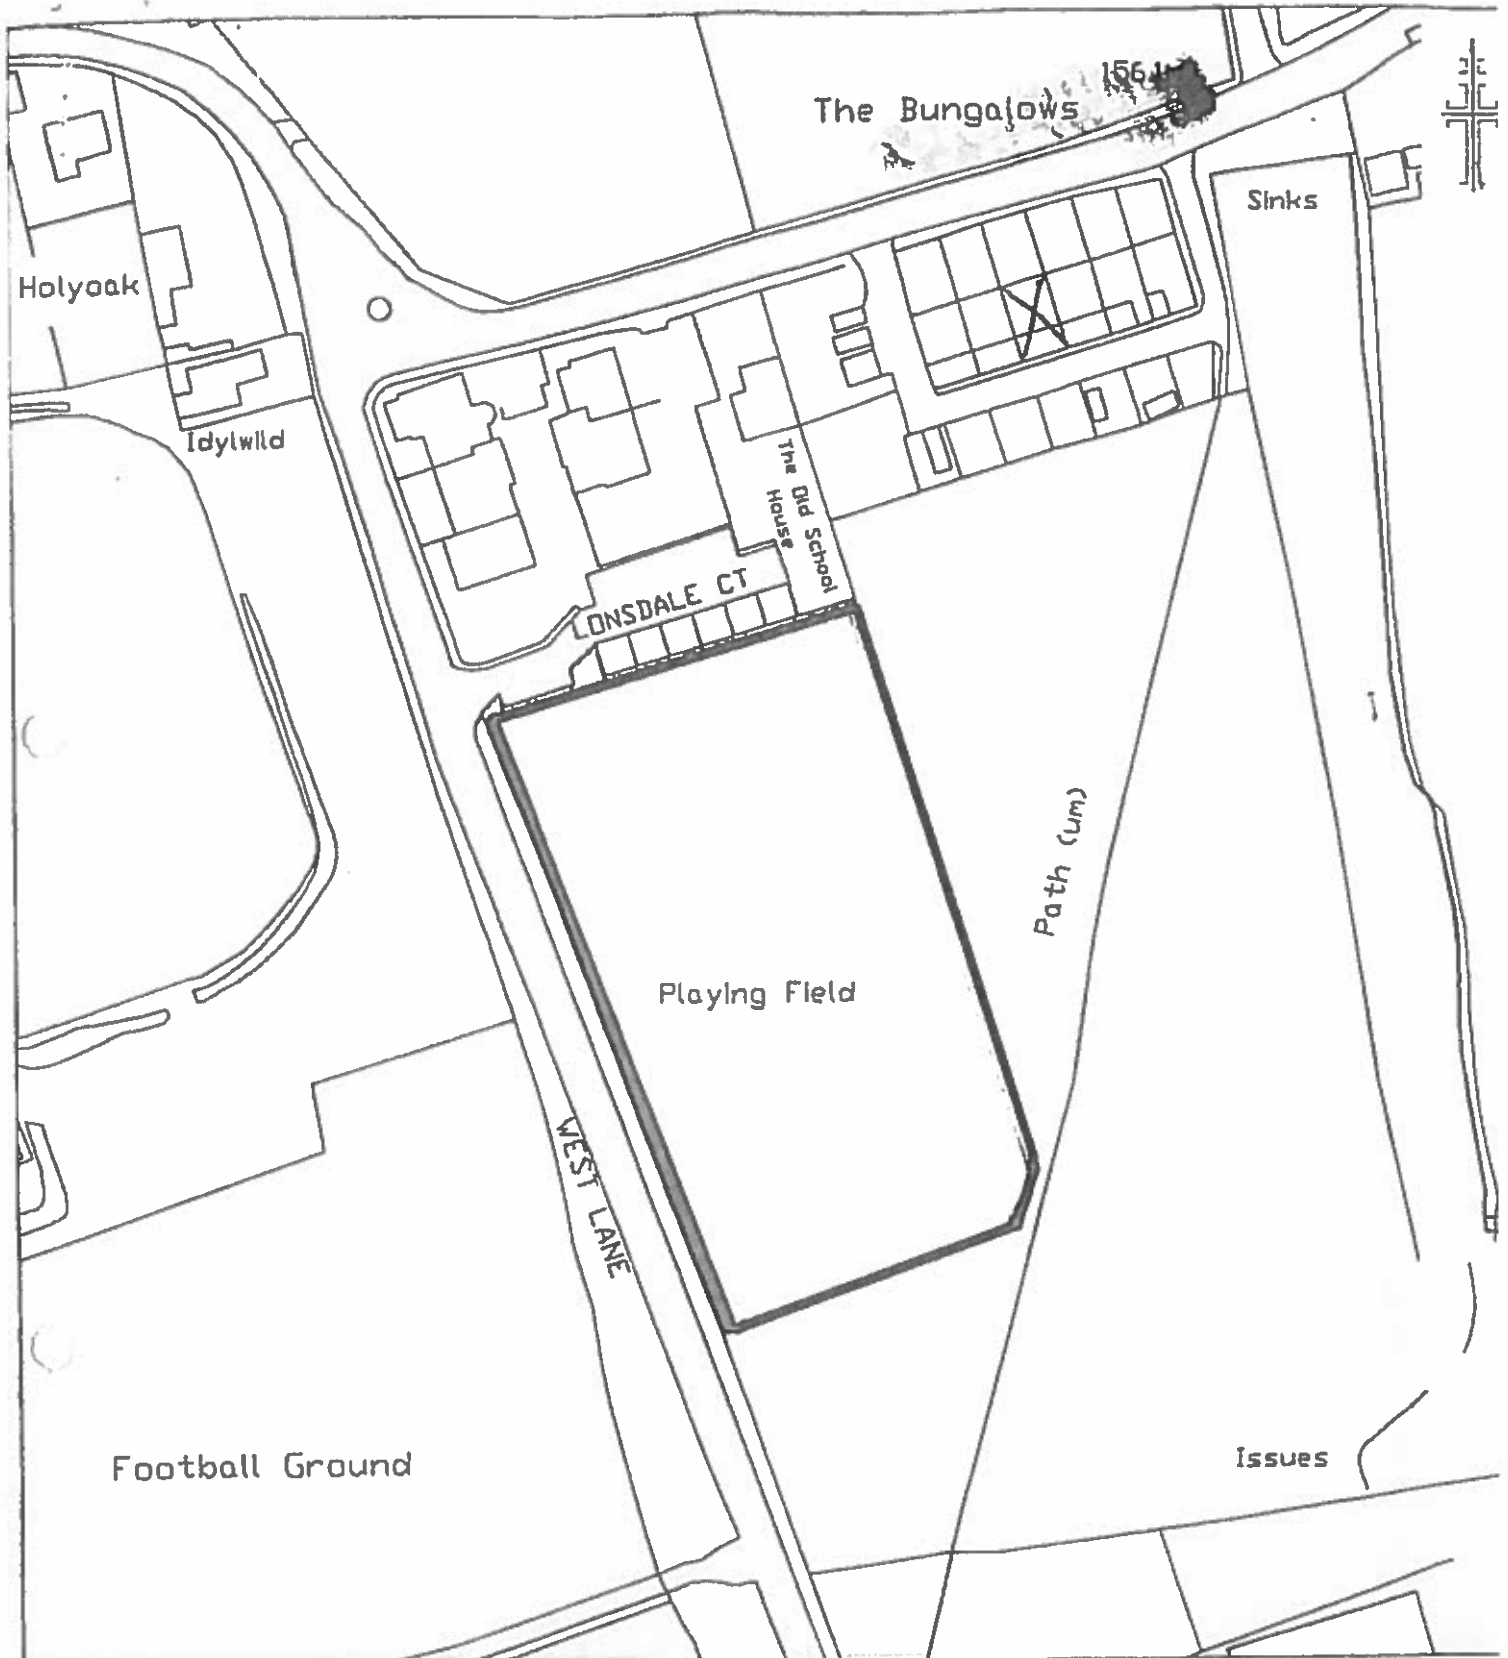 The Bungalows
Sinks
Holyoak
Idylwild
The Old School
House
LONSDALE CT
Path (um)
Playing Field
WEST LANE
Football Ground
Issues